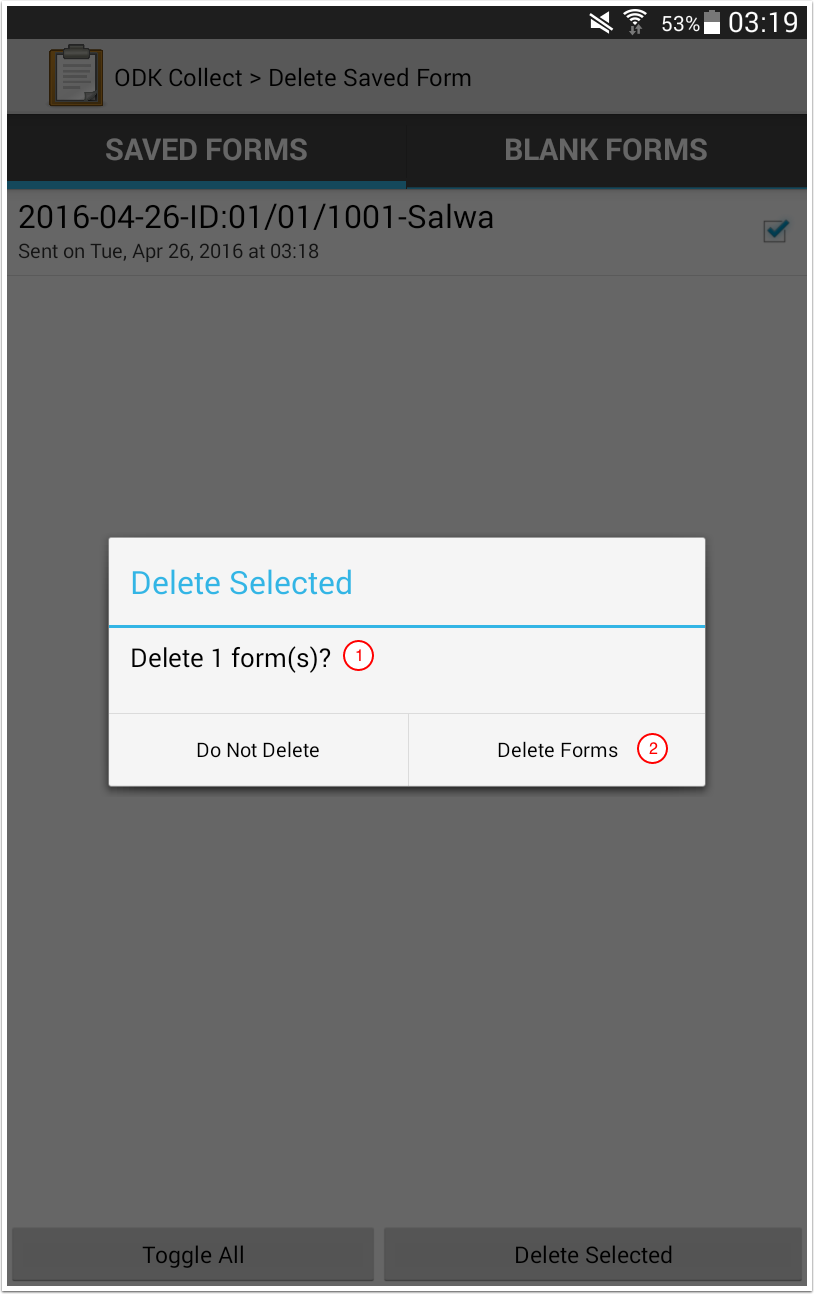 53% 03:19
ODK Collect > Delete Saved Form
SAVED FORMS BLANK FORMS
2016-04-26-ID:01/01/1001-Salwa
Sent on Tue, Apr 26, 2016 at 03:18
Delete Selected
Delete 1 form(s)? 1
Do Not Delete Delete Forms 2
Toggle All Delete Selected